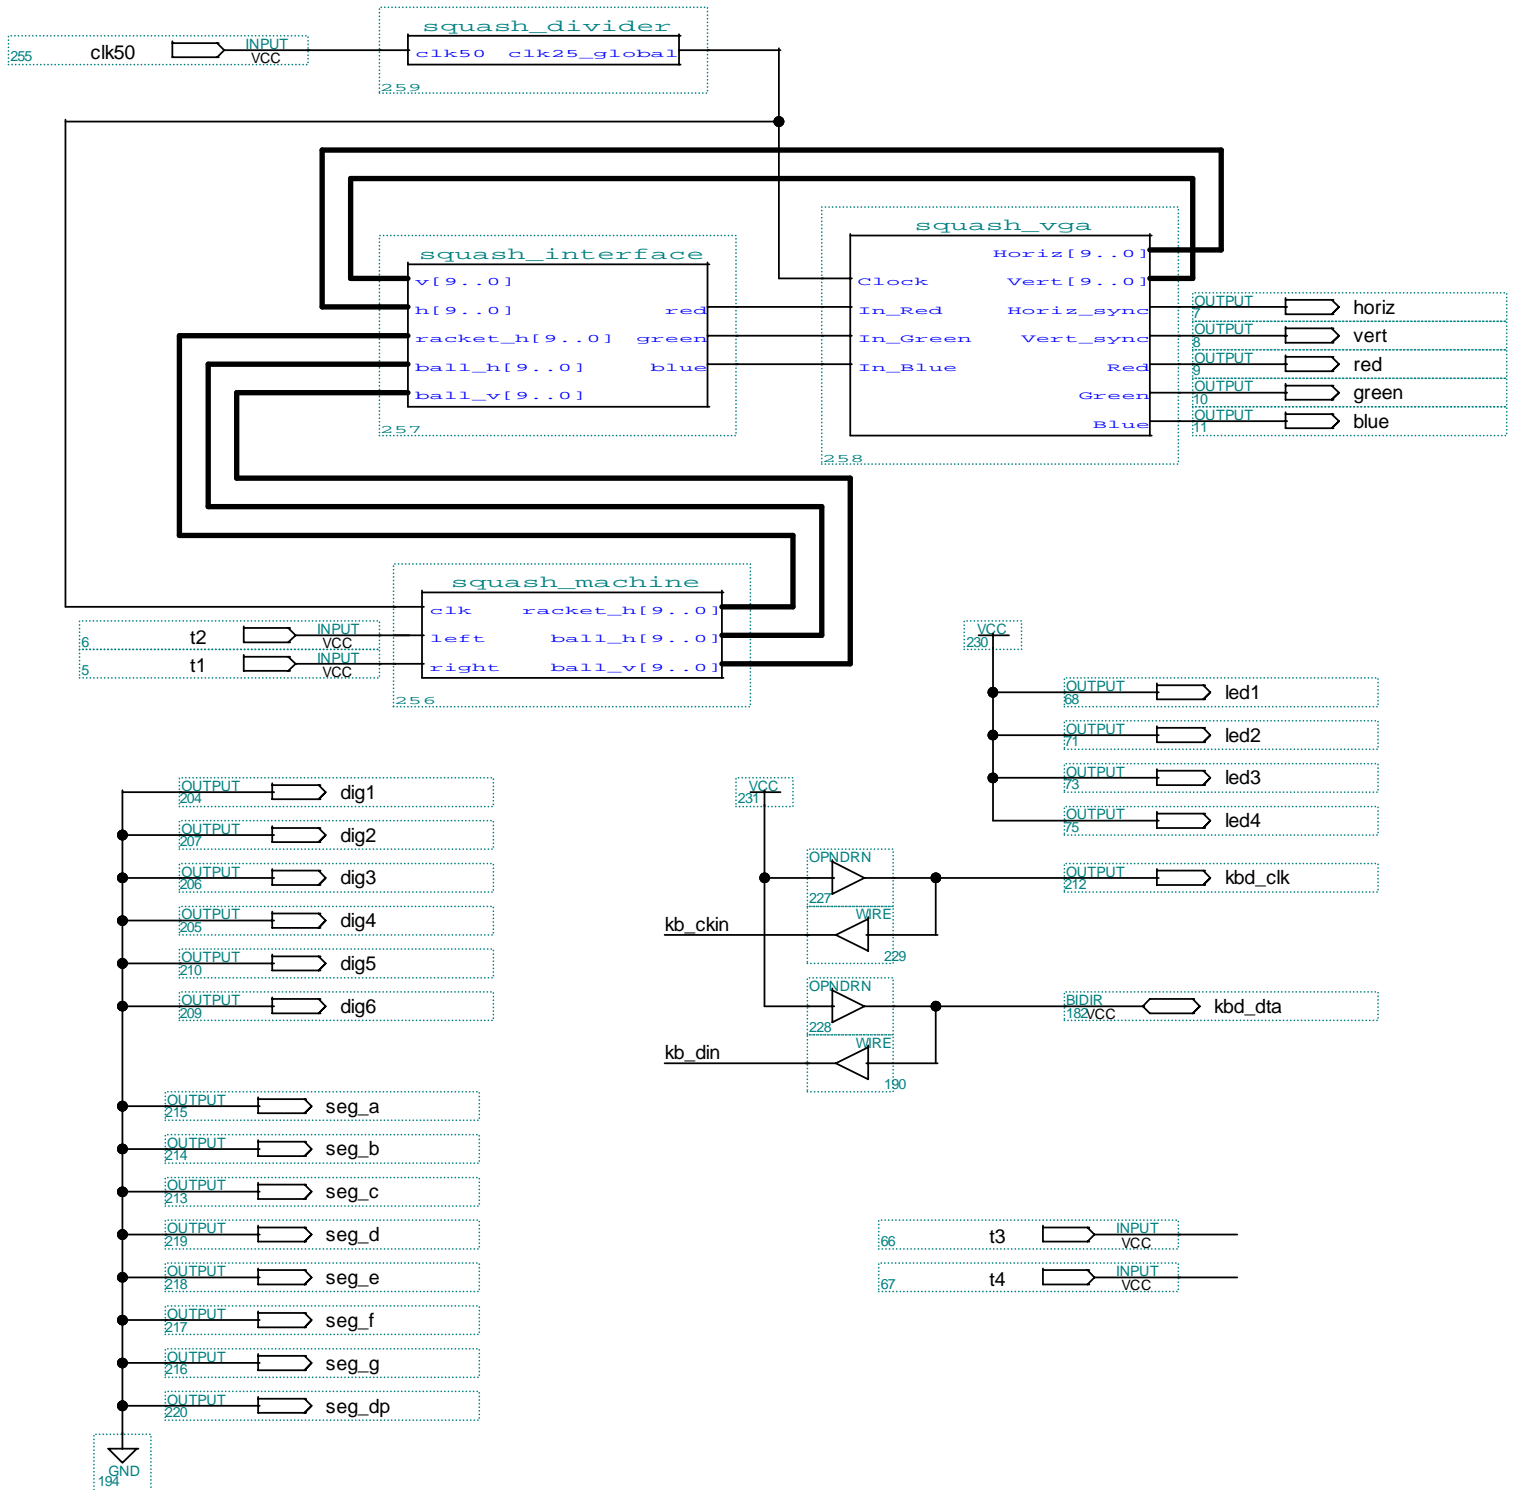 squash_divider
clk50 INPUT VCC 255
clk50 clk25_global
259
squash_vga
Horiz[9..0]
Clock Vert[9..0]
In_Red Horiz_sync
In_Green Vert_sync
In_Blue Red
Green
Blue
258
squash_interface
v[9..0]
h[9..0] red
racket_h[9..0] green
ball_h[9..0] blue
ball_v[9..0]
257
OUTPUT 7 horiz
OUTPUT 8 vert
OUTPUT 9 red
OUTPUT 10 green
OUTPUT 11 blue
squash_machine
clk racket_h[9..0]
left ball_h[9..0]
right ball_v[9..0]
256
6 t2 INPUT VCC
5 t1 INPUT VCC
VCC 230
OUTPUT 68 led1
OUTPUT 71 led2
OUTPUT 73 led3
OUTPUT 75 led4
OUTPUT 204 dig1
OUTPUT 207 dig2
OUTPUT 206 dig3
OUTPUT 205 dig4
OUTPUT 210 dig5
OUTPUT 209 dig6
VCC 231
OPNDRN 227
OUTPUT 212 kbd_clk
kb_ckin WIRE 229
OPNDRN 228
BIDIR 182 VCC kbd_dta
kb_din WIRE 190
OUTPUT 215 seg_a
OUTPUT 214 seg_b
OUTPUT 213 seg_c
OUTPUT 219 seg_d
OUTPUT 218 seg_e
OUTPUT 217 seg_f
OUTPUT 216 seg_g
OUTPUT 220 seg_dp
GND 194
66 t3 INPUT VCC
67 t4 INPUT VCC